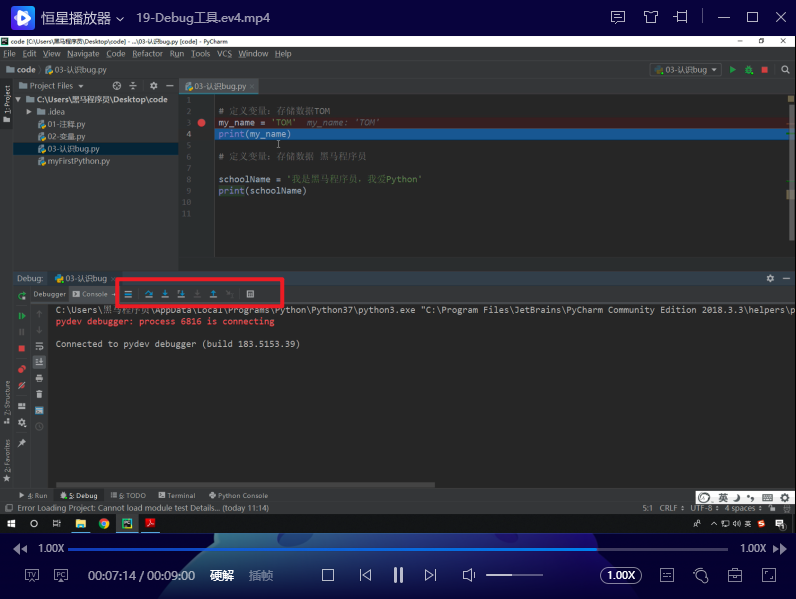 恒星播放器 19-Debug工具.ev4.mp4
code [C:\Users\黑马程序员\Desktop\code] - ...\03-认识bug.py [code] - PyCharm
File Edit View Navigate Code Refactor Run Tools VCS Window Help
code 03-认识bug.py 03-认识bug
1: Project
Project Files 03-认识bug.py
C:\Users\黑马程序员\Desktop\code
.idea
01-注释.py
02-变量.py
03-认识bug.py
myFirstPython.py
1
2 # 定义变量：存储数据TOM
3 my_name = 'TOM' my_name: 'TOM'
4 print(my_name)
5
6 # 定义变量：存储数据 黑马程序员
7
8 schoolName = '我是黑马程序员，我爱Python'
9 print(schoolName)
10
11
Debug: 03-认识bug
Debugger Console
C:\Users\黑马程序员\AppData\Local\Programs\Python\Python37\python3.exe "C:\Program Files\JetBrains\PyCharm Community Edition 2018.3.3\helpers\p
pydev debugger: process 6816 is connecting
Connected to pydev debugger (build 183.5153.39)
Z: Structure
2: Favorites
4: Run 5: Debug 6: TODO Terminal Python Console
英
Error Loading Project: Cannot load module test Details... (today 11:14) 5:1 CRLF UTF-8 4 spaces
英
1.00X 1.00X
00:07:14 / 00:09:00 硬解 插帧 1.00X